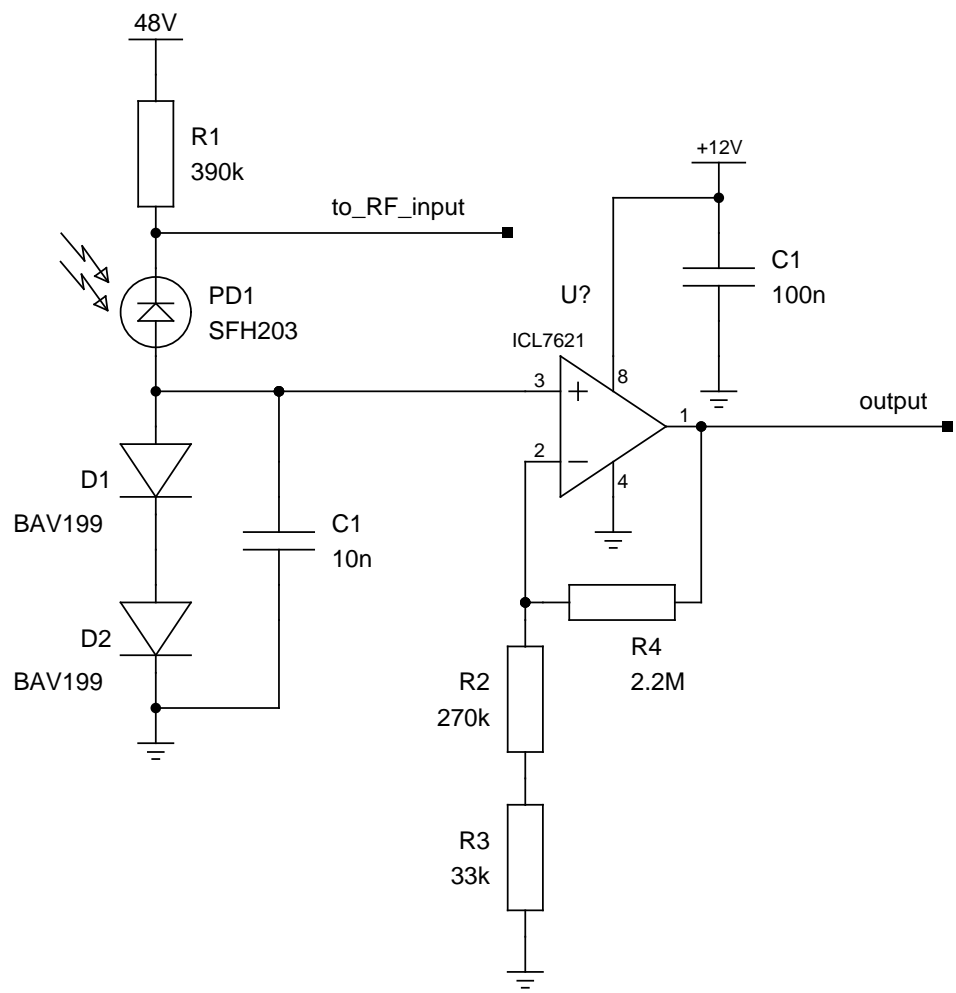 48V
R1
390k
to_RF_input
+12V
PD1
SFH203
U?
C1
100n
ICL7621
3
8
output
1
2
4
D1
BAV199
C1
10n
D2
BAV199
R4
2.2M
R2
270k
R3
33k